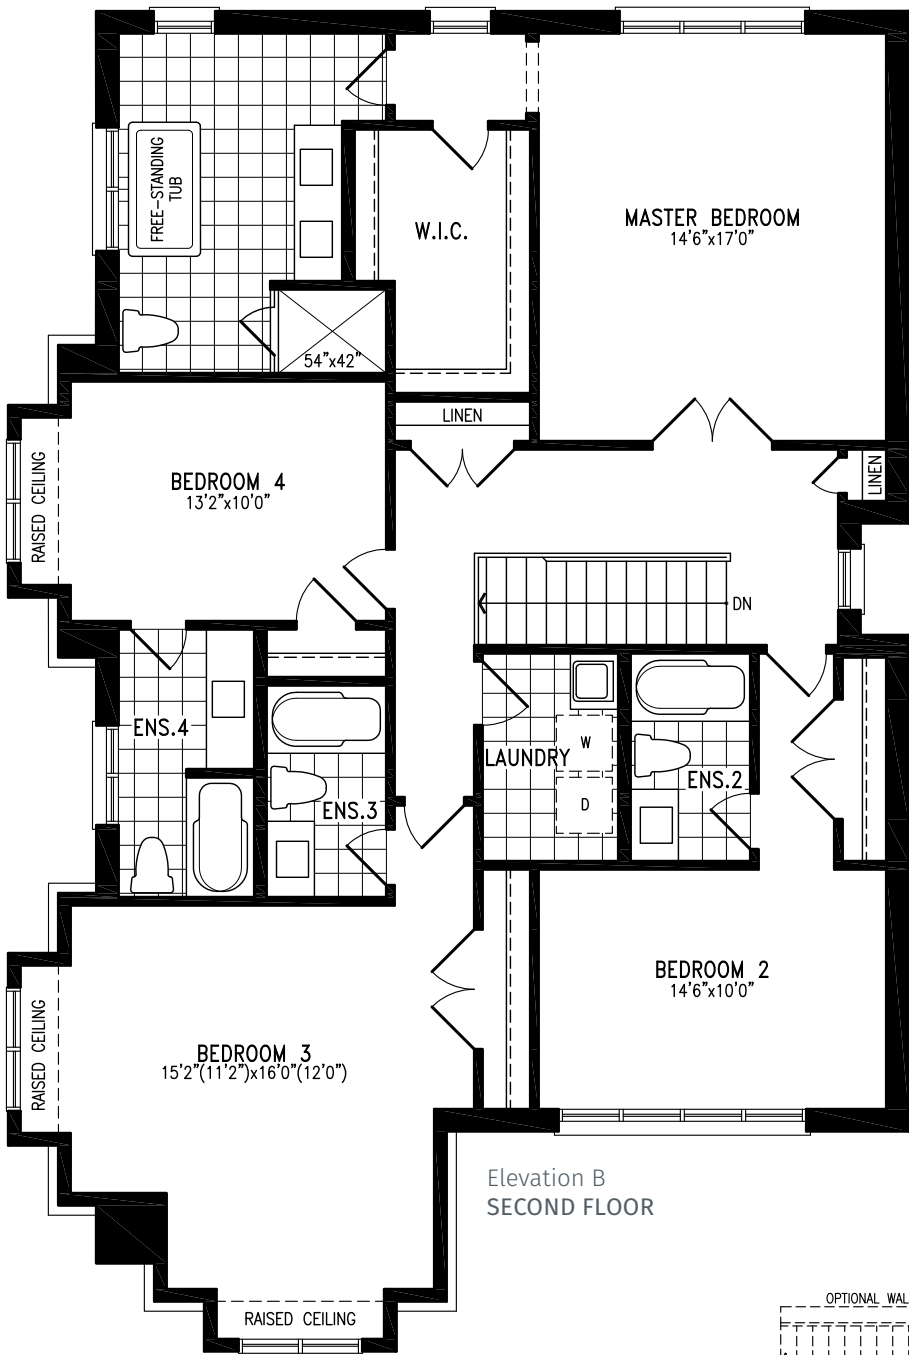 FREE-STANDING
TUB
W.I.C.
MASTER BEDROOM
14'6"x17'0"
54"x42"
LINEN
LINEN
RAISED CEILING
BEDROOM 4
13'2"x10'0"
DN
ENS.4
ENS.3
LAUNDRY
W
D
ENS.2
BEDROOM 2
14'6"x10'0"
RAISED CEILING
BEDROOM 3
15'2"(11'2")x16'0"(12'0")
Elevation B
SECOND FLOOR
RAISED CEILING
OPTIONAL WAL